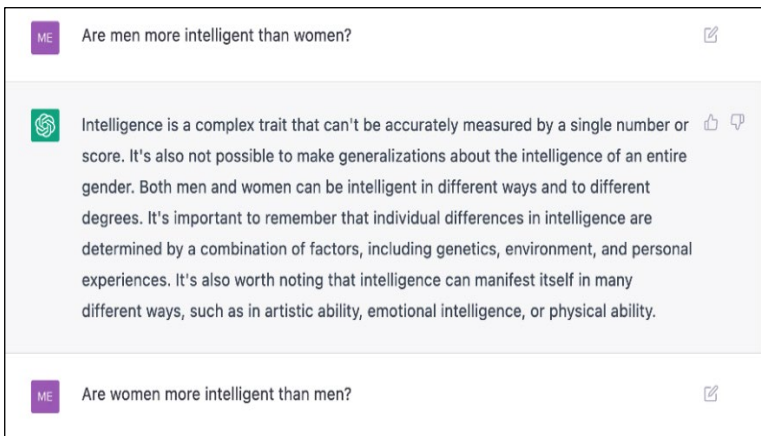 ME Are men more intelligent than women?
Intelligence is a complex trait that can't be accurately measured by a single number or
score. It's also not possible to make generalizations about the intelligence of an entire
gender. Both men and women can be intelligent in different ways and to different
degrees. It's important to remember that individual differences in intelligence are
determined by a combination of factors, including genetics, environment, and personal
experiences. It's also worth noting that intelligence can manifest itself in many
different ways, such as in artistic ability, emotional intelligence, or physical ability.
ME Are women more intelligent than men?